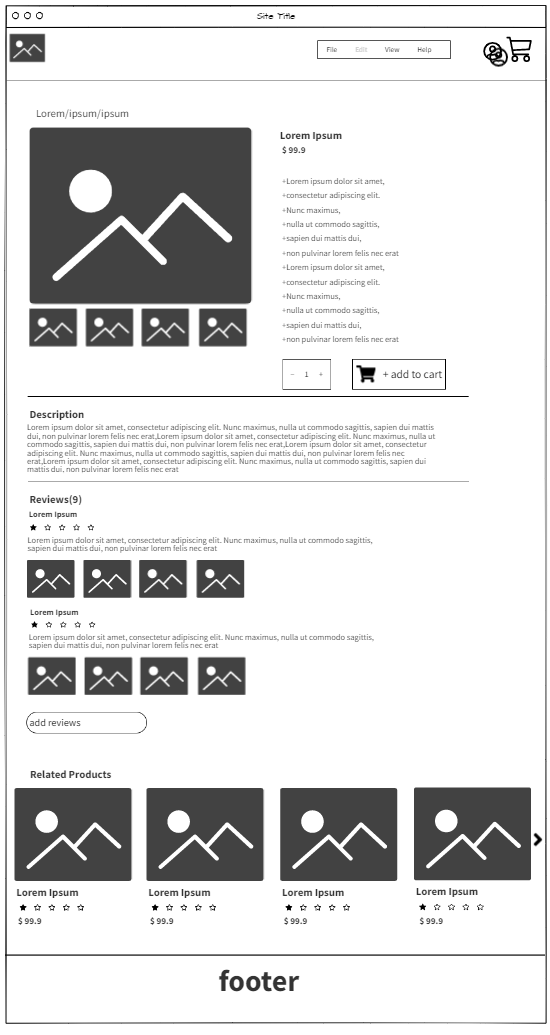 Site Title
File Edit View Help
Lorem/ipsum/ipsum
Lorem Ipsum
$ 99.9
+Lorem ipsum dolor sit amet,
+consectetur adipiscing elit.
+Nunc maximus,
+nulla ut commodo sagittis,
+sapien dui mattis dui,
+non pulvinar lorem felis nec erat
+Lorem ipsum dolor sit amet,
+consectetur adipiscing elit.
+Nunc maximus,
+nulla ut commodo sagittis,
+sapien dui mattis dui,
+non pulvinar lorem felis nec erat
− 1 +
+ add to cart
Description
Lorem ipsum dolor sit amet, consectetur adipiscing elit. Nunc maximus, nulla ut commodo sagittis, sapien dui mattis
dui, non pulvinar lorem felis nec erat,Lorem ipsum dolor sit amet, consectetur adipiscing elit. Nunc maximus, nulla ut
commodo sagittis, sapien dui mattis dui, non pulvinar lorem felis nec erat,Lorem ipsum dolor sit amet, consectetur
adipiscing elit. Nunc maximus, nulla ut commodo sagittis, sapien dui mattis dui, non pulvinar lorem felis nec
erat,Lorem ipsum dolor sit amet, consectetur adipiscing elit. Nunc maximus, nulla ut commodo sagittis, sapien dui
mattis dui, non pulvinar lorem felis nec erat
Reviews(9)
Lorem Ipsum
Lorem ipsum dolor sit amet, consectetur adipiscing elit. Nunc maximus, nulla ut commodo sagittis,
sapien dui mattis dui, non pulvinar lorem felis nec erat
Lorem Ipsum
Lorem ipsum dolor sit amet, consectetur adipiscing elit. Nunc maximus, nulla ut commodo sagittis,
sapien dui mattis dui, non pulvinar lorem felis nec erat
add reviews
Related Products
Lorem Ipsum Lorem Ipsum Lorem Ipsum Lorem Ipsum
$ 99.9 $ 99.9 $ 99.9 $ 99.9
footer